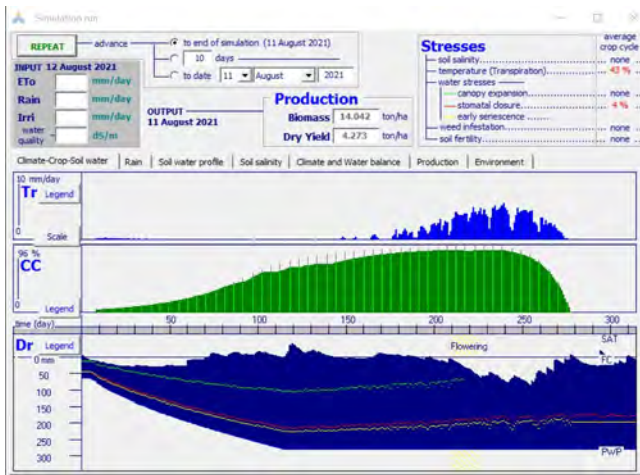 Simulation run
REPEAT
advance
to end of simulation (11 August 2021)
10 days
to date 11 August 2021
INPUT 12 August 2021
ETo mm/day
Rain mm/day
Irri mm/day
water quality dS/m
OUTPUT
11 August 2021
Production
Biomass 14.042 ton/ha
Dry Yield 4.273 ton/ha
Stresses
average
crop cycle
soil salinity none
temperature (Transpiration) 43 %
water stresses
canopy expansion none
stomatal closure 4 %
early senescence
weed infestation none
soil fertility none
Climate-Crop-Soil water Rain Soil water profile Soil salinity Climate and Water balance Production Environment
10 mm/day
Tr Legend
0 Scale
96 %
CC
0 Legend
time (day) 50 100 150 200 250 300
Dr Legend
Flowering
SAT
0 mm
FC
50
100
150
200
250
300
PWP